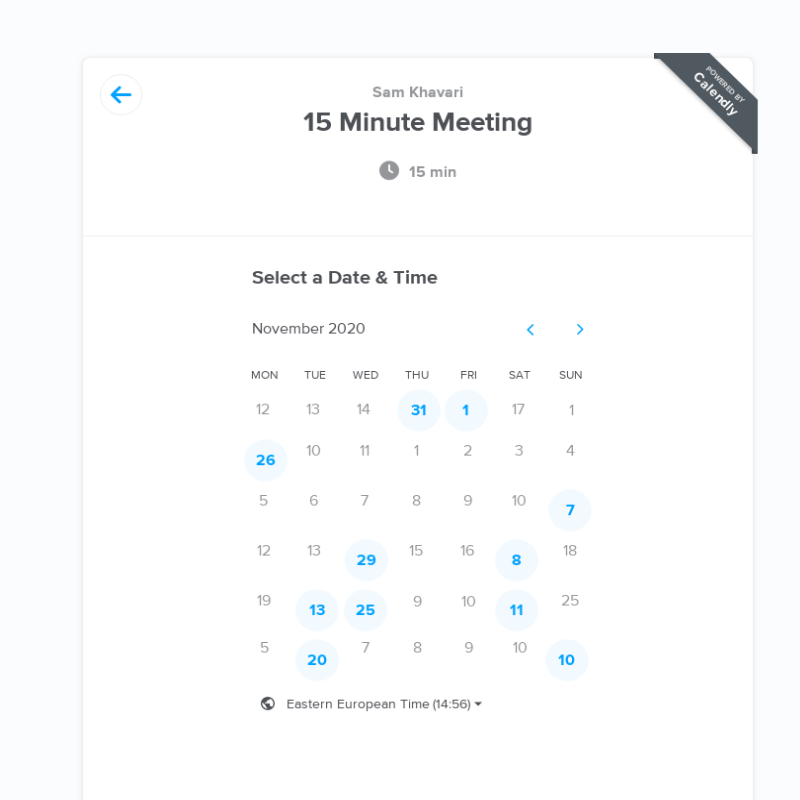 POWERED BY
Calendly
Sam Khavari
15 Minute Meeting
15 min
Select a Date & Time
November 2020
MON TUE WED THU FRI SAT SUN
12 13 14 31 1 17 1
26 10 11 1 2 3 4
5 6 7 8 9 10 7
12 13 29 15 16 8 18
19 13 25 9 10 11 25
5 20 7 8 9 10 10
Eastern European Time (14:56)